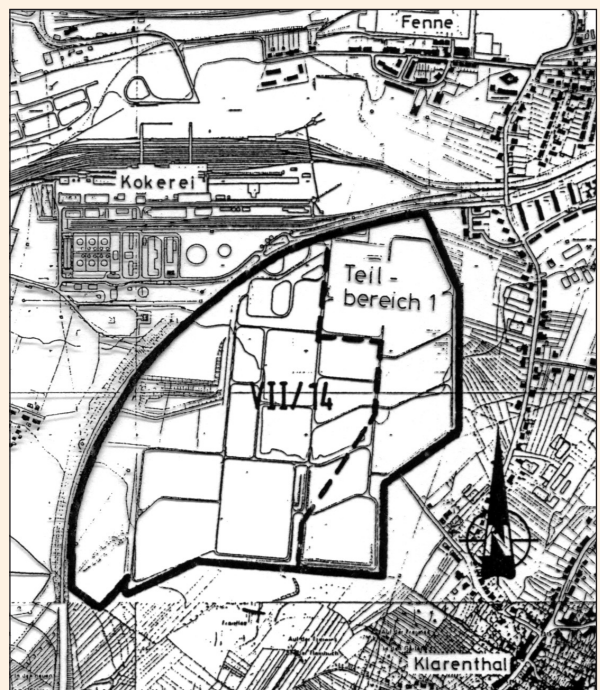 Fenne
Kokerei
Teil -
bereich 1
VII/14
N
Klarenthal